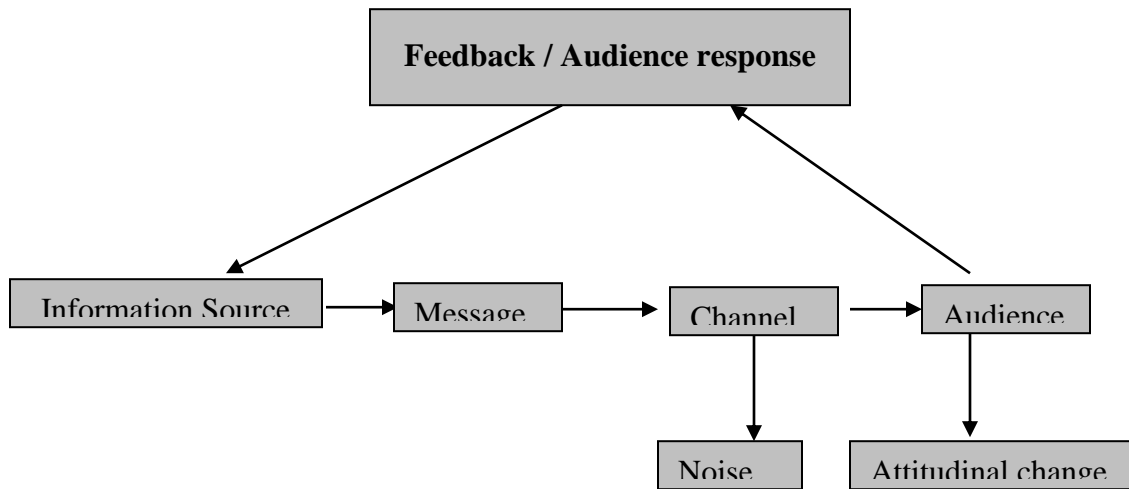 Feedback / Audience response
Information Source
Message
Channel
Audience
Noise
Attitudinal change